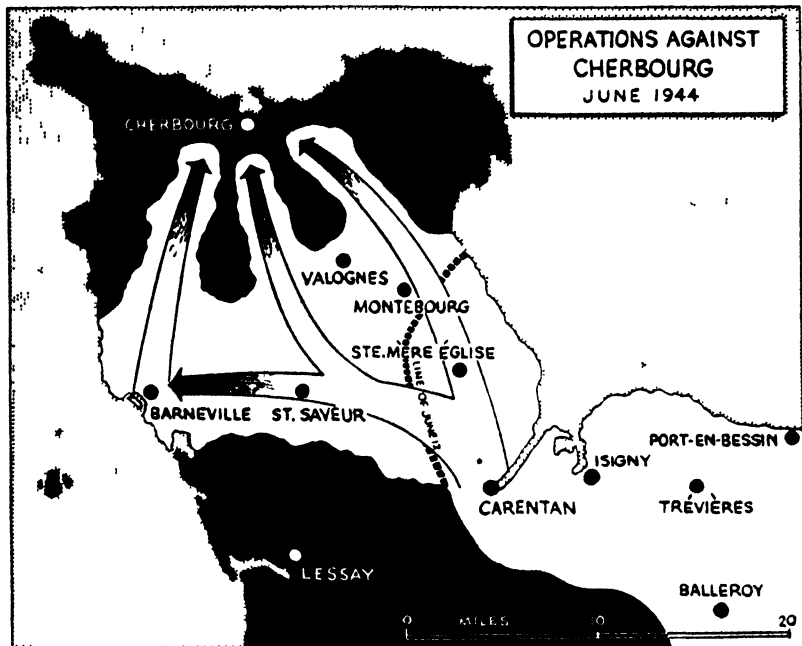 OPERATIONS AGAINST
CHERBOURG
JUNE 1944
CHERBOURG
VALOGNES
MONTEBOURG
STE.MÈRE ÉGLISE
LINE OF JUNE 12
BARNEVILLE
ST. SAVEUR
PORT-EN-BESSIN
ISIGNY
CARENTAN
TRÉVIÈRES
LESSAY
BALLEROY
0 MILES 10 20